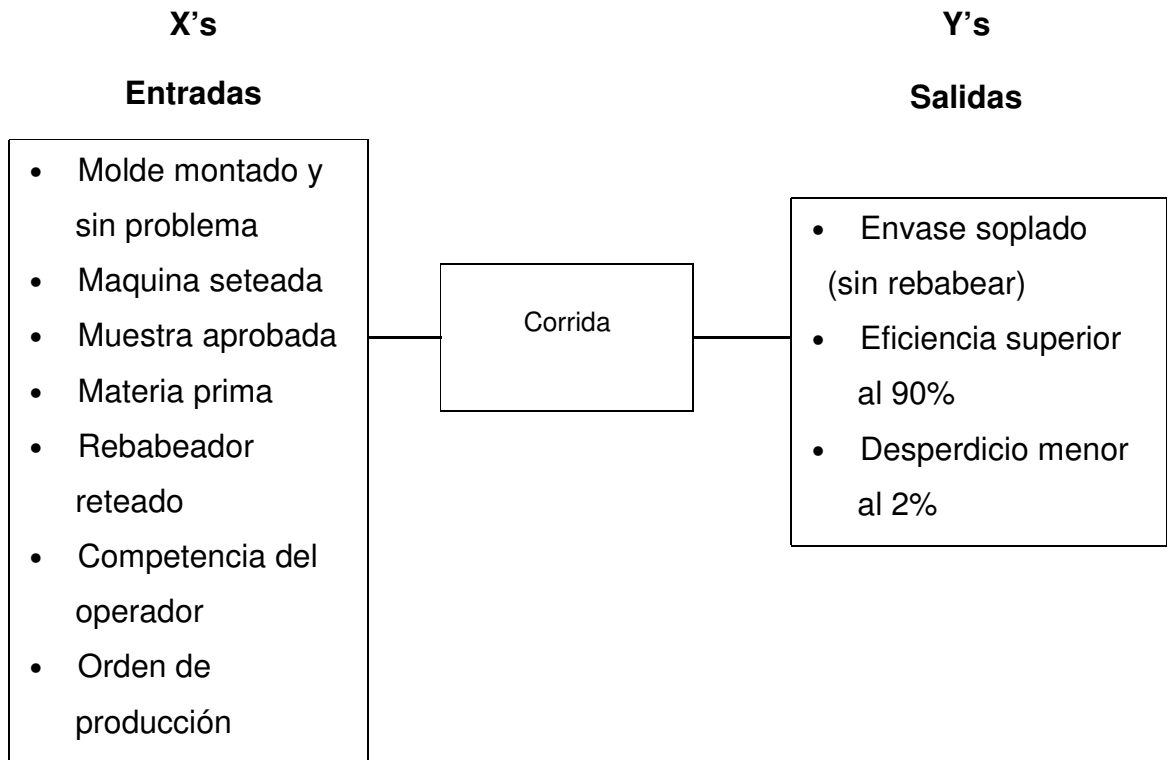 X’s
Entradas
• Molde montado y
sin problema
• Maquina seteada
• Muestra aprobada
• Materia prima
• Rebabeador
reteado
• Competencia del
operador
• Orden de
producción
Corrida
Y’s
Salidas
• Envase soplado
(sin rebabear)
• Eficiencia superior
al 90%
• Desperdicio menor
al 2%